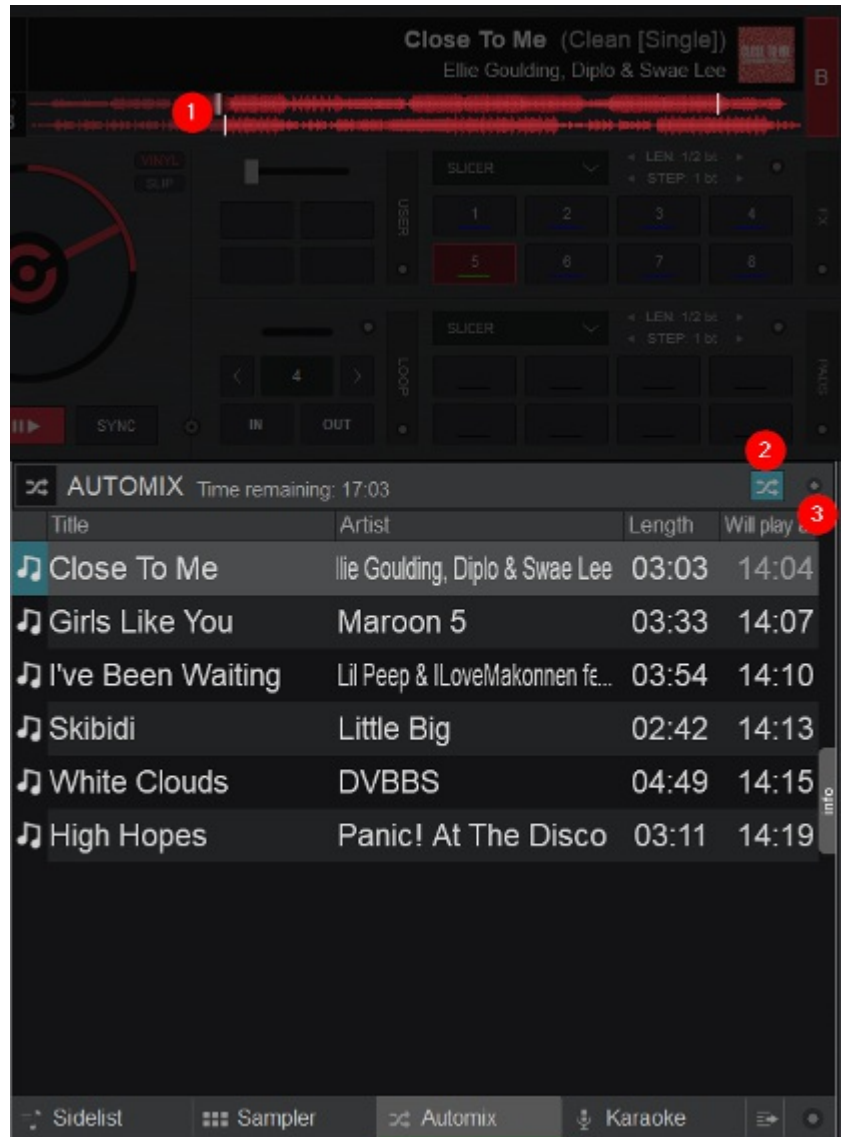 Close To Me (Clean [Single])
Ellie Goulding, Diplo & Swae Lee
CLOSE TO ME
B
1
VINYL
SLIP
SLICER
LEN: 1/2 bt
STEP: 1 bt
USER
1 2 3 4
5 6 7 8
FX
SLICER
LEN: 1/2 bt
STEP: 1 bt
4
LOOP
PADS
SYNC
IN
OUT
2
AUTOMIX Time remaining: 17:03
3
Title Artist Length Will play
Close To Me llie Goulding, Diplo & Swae Lee 03:03 14:04
Girls Like You Maroon 5 03:33 14:07
I've Been Waiting Lil Peep & ILoveMakonnen fe... 03:54 14:10
Skibidi Little Big 02:42 14:13
White Clouds DVBBS 04:49 14:15
info
High Hopes Panic! At The Disco 03:11 14:19
Sidelist Sampler Automix Karaoke